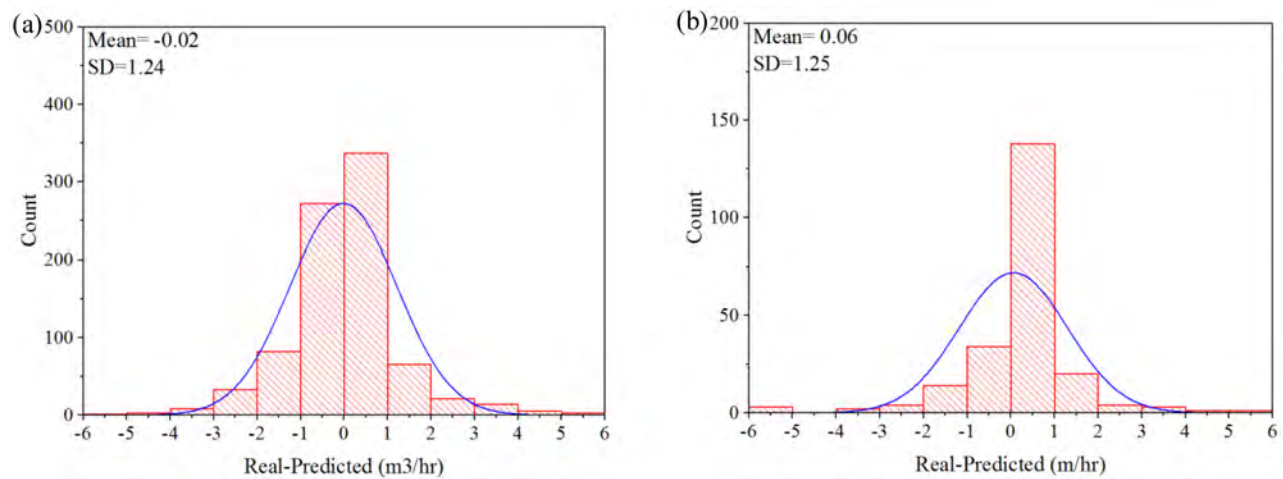 (a)
Mean= -0.02
SD=1.24
500
400
300
200
100
0
Count
-6 -5 -4 -3 -2 -1 0 1 2 3 4 5 6
Real-Predicted (m3/hr)
(b)
Mean= 0.06
SD=1.25
200
150
100
50
0
Count
-6 -5 -4 -3 -2 -1 0 1 2 3 4 5 6
Real-Predicted (m/hr)